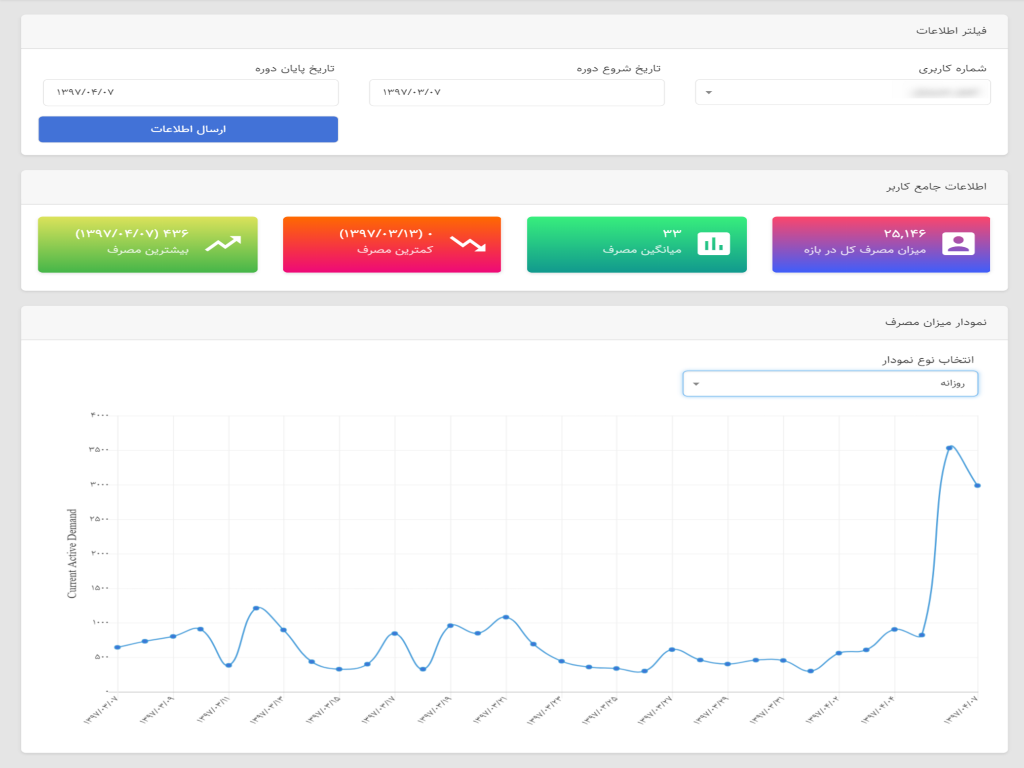 فیلتر اطلاعات
شماره کاربری
تاریخ شروع دوره
تاریخ پایان دوره
۱۳۹۷/۰۳/۰۷
۱۳۹۷/۰۴/۰۷
ارسال اطلاعات
اطلاعات جامع کاربر
۲۵,۱۴۶
میزان مصرف کل در بازه
۳۳
میانگین مصرف
۰ (۱۳۹۷/۰۳/۱۳)
کمترین مصرف
۴۳۶ (۱۳۹۷/۰۴/۰۷)
بیشترین مصرف
نمودار میزان مصرف
انتخاب نوع نمودار
روزانه
۴۰۰۰
۳۵۰۰
۳۰۰۰
۲۵۰۰
۲۰۰۰
۱۵۰۰
۱۰۰۰
۵۰۰
۰
Current Active Demand
۱۳۹۷/۰۳/۰۷
۱۳۹۷/۰۳/۰۹
۱۳۹۷/۰۳/۱۱
۱۳۹۷/۰۳/۱۳
۱۳۹۷/۰۳/۱۵
۱۳۹۷/۰۳/۱۷
۱۳۹۷/۰۳/۱۹
۱۳۹۷/۰۳/۲۱
۱۳۹۷/۰۳/۲۳
۱۳۹۷/۰۳/۲۵
۱۳۹۷/۰۳/۲۷
۱۳۹۷/۰۳/۲۹
۱۳۹۷/۰۳/۳۱
۱۳۹۷/۰۴/۰۲
۱۳۹۷/۰۴/۰۴
۱۳۹۷/۰۴/۰۷